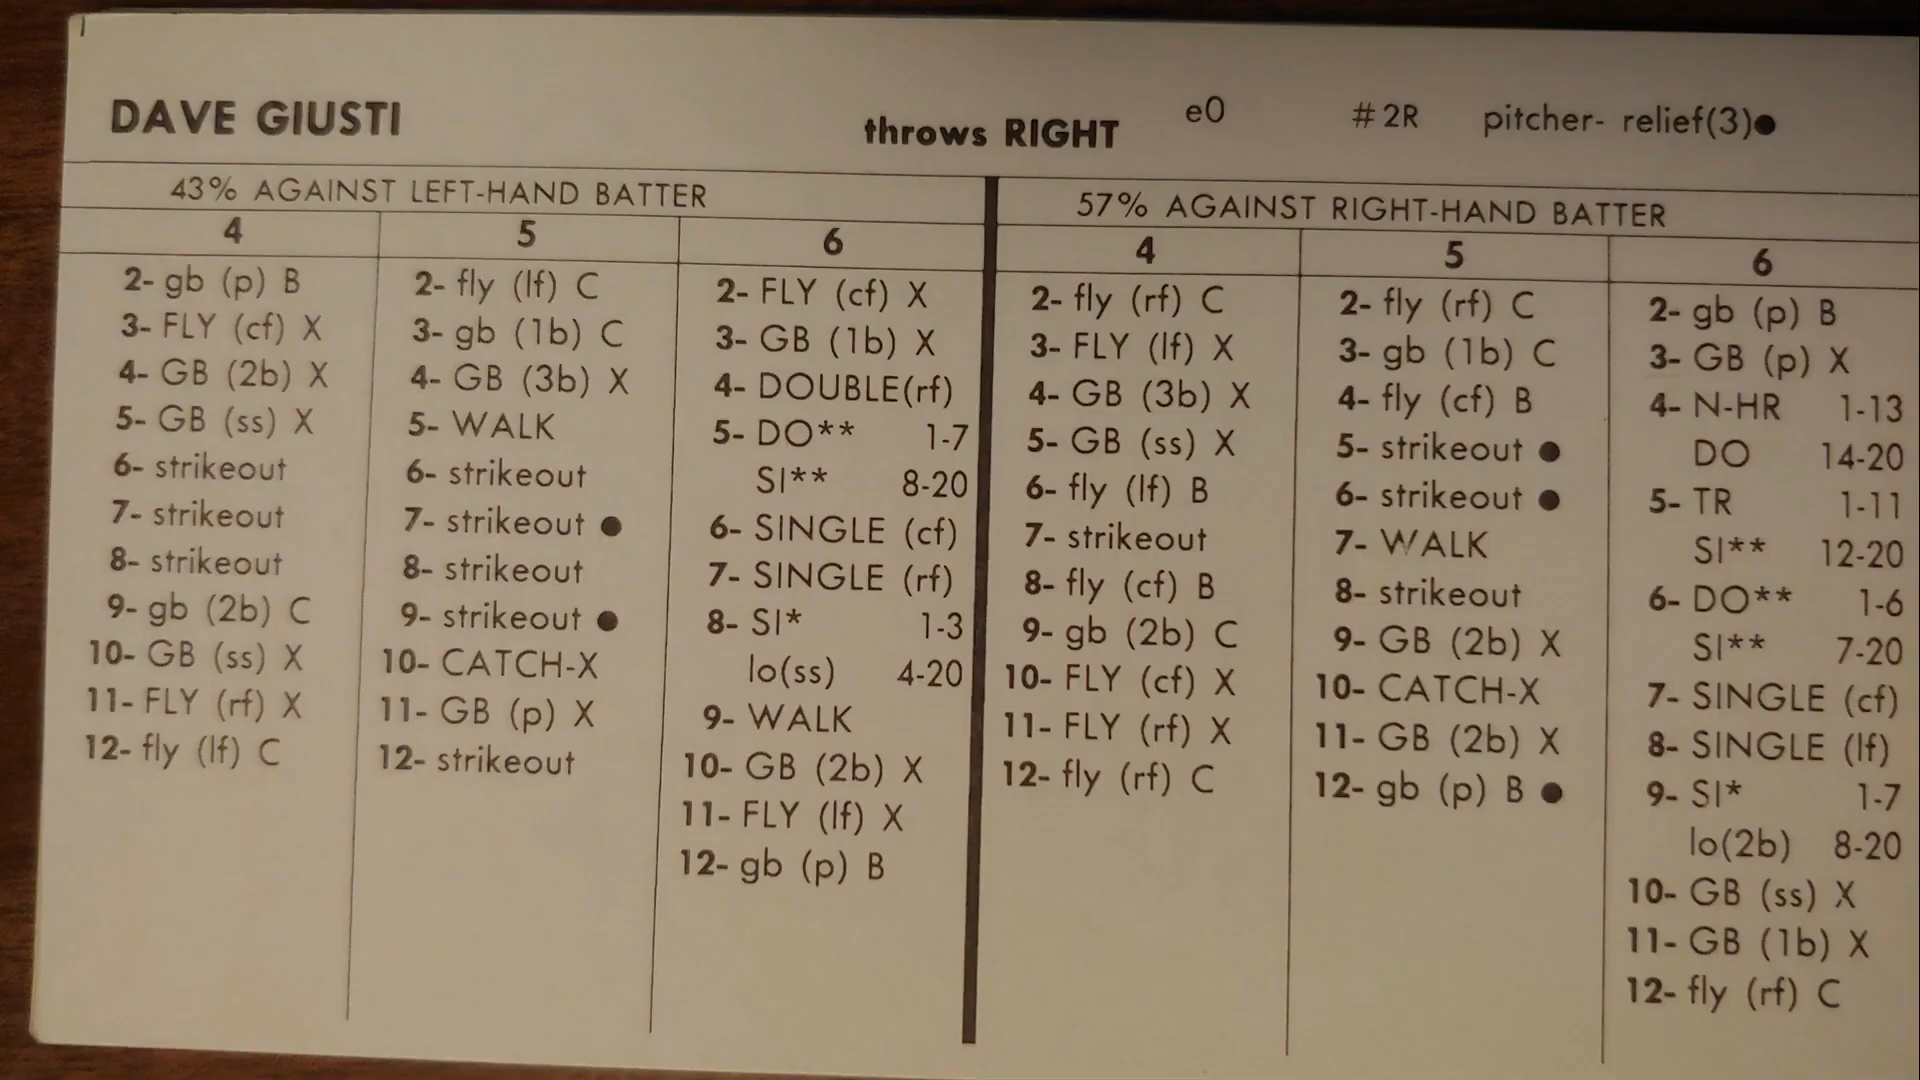 DAVE GIUSTI throws RIGHT e0 #2R pitcher- relief(3)●
43% AGAINST LEFT-HAND BATTER
4
2- gb (p) B
3- FLY (cf) X
4- GB (2b) X
5- GB (ss) X
6- strikeout
7- strikeout
8- strikeout
9- gb (2b) C
10- GB (ss) X
11- FLY (rf) X
12- fly (lf) C
5
2- fly (lf) C
3- gb (1b) C
4- GB (3b) X
5- WALK
6- strikeout
7- strikeout ●
8- strikeout
9- strikeout ●
10- CATCH-X
11- GB (p) X
12- strikeout
6
2- FLY (cf) X
3- GB (1b) X
4- DOUBLE(rf)
5- DO** 1-7
SI** 8-20
6- SINGLE (cf)
7- SINGLE (rf)
8- SI* 1-3
lo(ss) 4-20
9- WALK
10- GB (2b) X
11- FLY (lf) X
12- gb (p) B
57% AGAINST RIGHT-HAND BATTER
4
2- fly (rf) C
3- FLY (lf) X
4- GB (3b) X
5- GB (ss) X
6- fly (lf) B
7- strikeout
8- fly (cf) B
9- gb (2b) C
10- FLY (cf) X
11- FLY (rf) X
12- fly (rf) C
5
2- fly (rf) C
3- gb (1b) C
4- fly (cf) B
5- strikeout ●
6- strikeout ●
7- WALK
8- strikeout
9- GB (2b) X
10- CATCH-X
11- GB (2b) X
12- gb (p) B ●
6
2- gb (p) B
3- GB (p) X
4- N-HR 1-13
DO 14-20
5- TR 1-11
SI** 12-20
6- DO** 1-6
SI** 7-20
7- SINGLE (cf)
8- SINGLE (lf)
9- SI* 1-7
lo(2b) 8-20
10- GB (ss) X
11- GB (1b) X
12- fly (rf) C